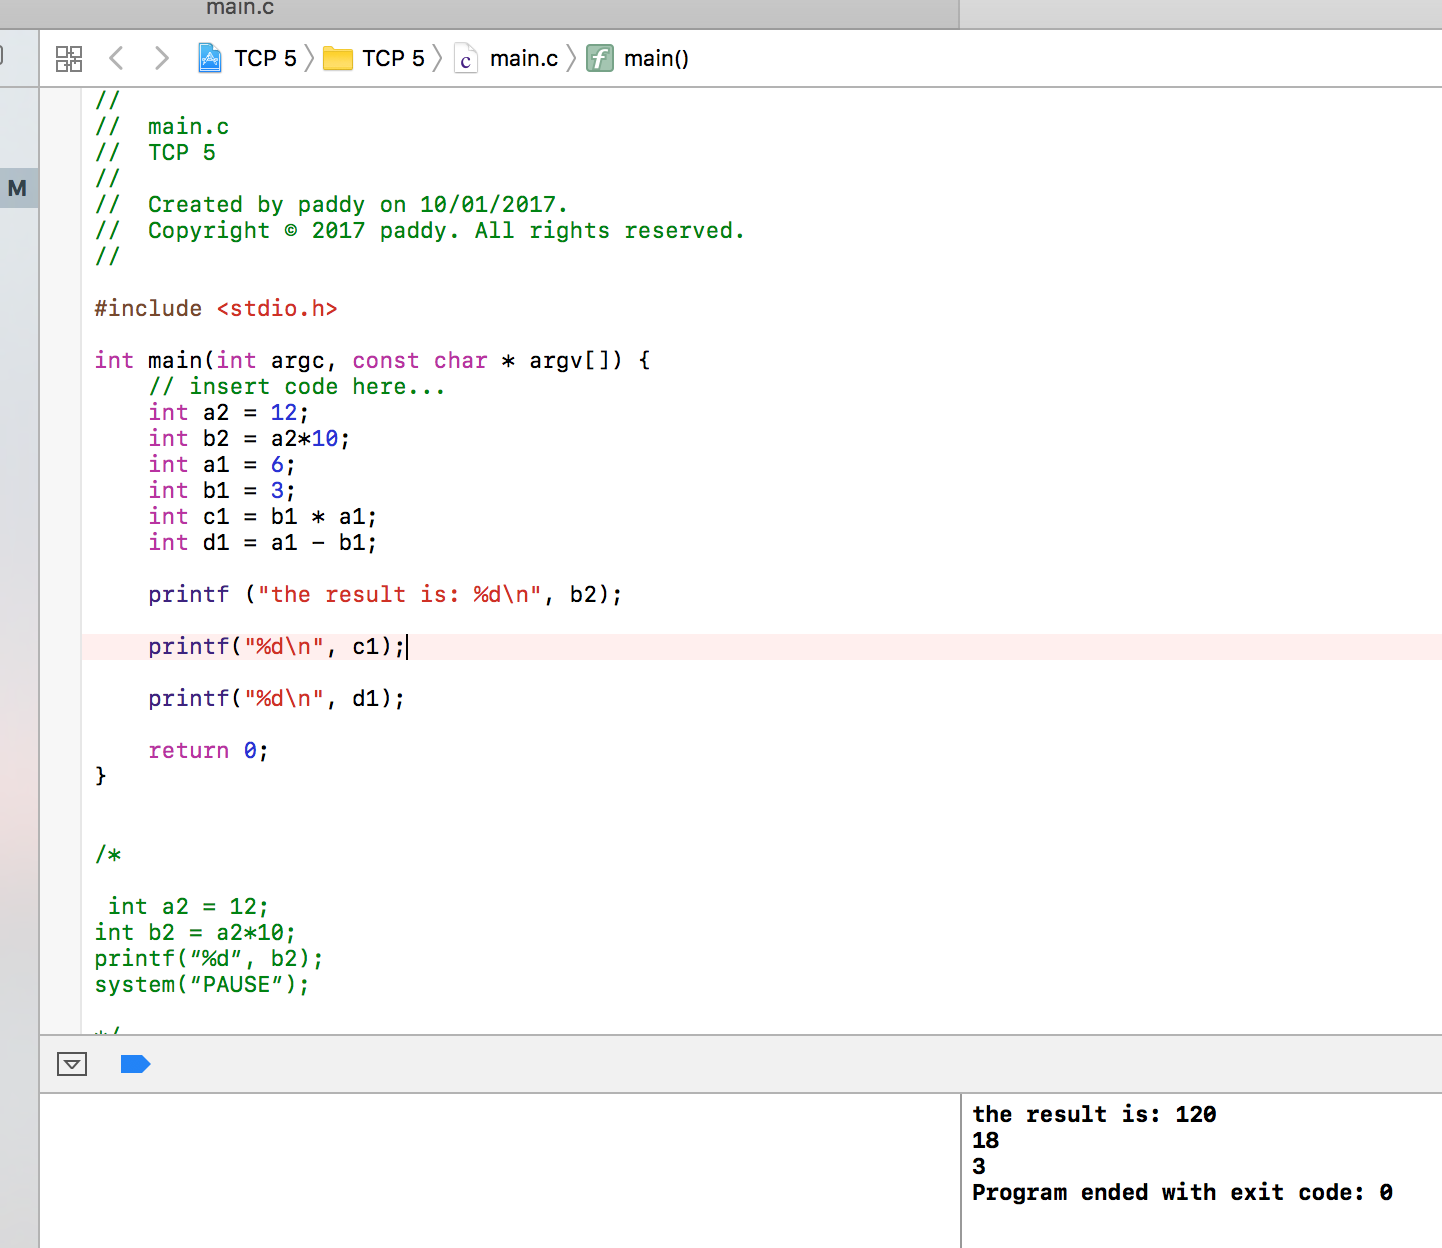 main.c
TCP 5 TCP 5 main.c main()
//
// main.c
// TCP 5
//
// Created by paddy on 10/01/2017.
// Copyright © 2017 paddy. All rights reserved.
//
M
#include <stdio.h>
int main(int argc, const char * argv[]) {
// insert code here...
int a2 = 12;
int b2 = a2*10;
int a1 = 6;
int b1 = 3;
int c1 = b1 * a1;
int d1 = a1 - b1;
printf ("the result is: %d\n", b2);
printf("%d\n", c1);
printf("%d\n", d1);
return 0;
}
/*
int a2 = 12;
int b2 = a2*10;
printf(“%d”, b2);
system(“PAUSE”);
*/
the result is: 120
18
3
Program ended with exit code: 0